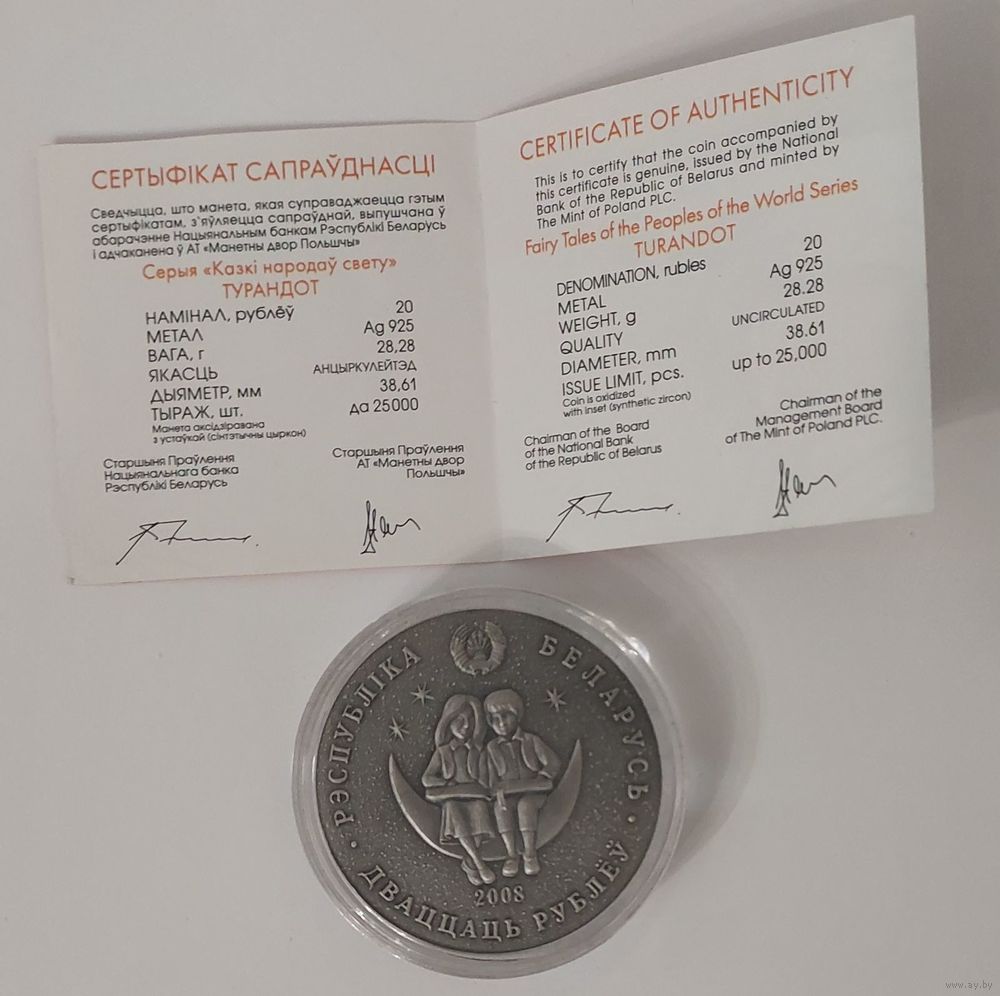 СЕРТЫФІКАТ САПРАЎДНАСЦІ
Сведчыцца, што манета, якая суправаджаецца гэтым
сертыфікатам, з'яўляецца сапраўднай, выпушчана ў
абарачэнне Нацыянальным банкам Рэспублікі Беларусь
і адчаканена ў АТ «Манетны двор Польшчы»
Серыя «Казкі народаў свету»
ТУРАНДОТ
НАМІНАЛ, рублёў 20
МЕТАЛ Ag 925
ВАГА, г 28,28
ЯКАСЦЬ АНЦЫРКУЛЕЙТЭД
ДЫЯМЕТР, мм 38,61
ТЫРАЖ, шт. да 25000
Манета аксідзіравана
з устаўкай (сінтэтычны цыркон)
Старшыня Праўлення
Нацыянальнага банка
Рэспублікі Беларусь
Старшыня Праўлення
АТ «Манетны двор
Польшчы»
CERTIFICATE OF AUTHENTICITY
This is to certify that the coin accompanied by
this certificate is genuine, issued by the National
Bank of the Republic of Belarus and minted by
The Mint of Poland PLC.
Fairy Tales of the Peoples of the World Series
TURANDOT
DENOMINATION, rubles 20
METAL Ag 925
WEIGHT, g 28.28
QUALITY UNCIRCULATED
DIAMETER, mm 38.61
ISSUE LIMIT, pcs. up to 25,000
Coin is oxidized
with inset (synthetic zircon)
Chairman of the Board
of the National Bank
of the Republic of Belarus
Chairman of the
Management Board
of The Mint of Poland PLC.
РЭСПУБЛІКА БЕЛАРУСЬ
2008
ДВАЦЦАЦЬ РУБЛЁЎ
www.ay.by